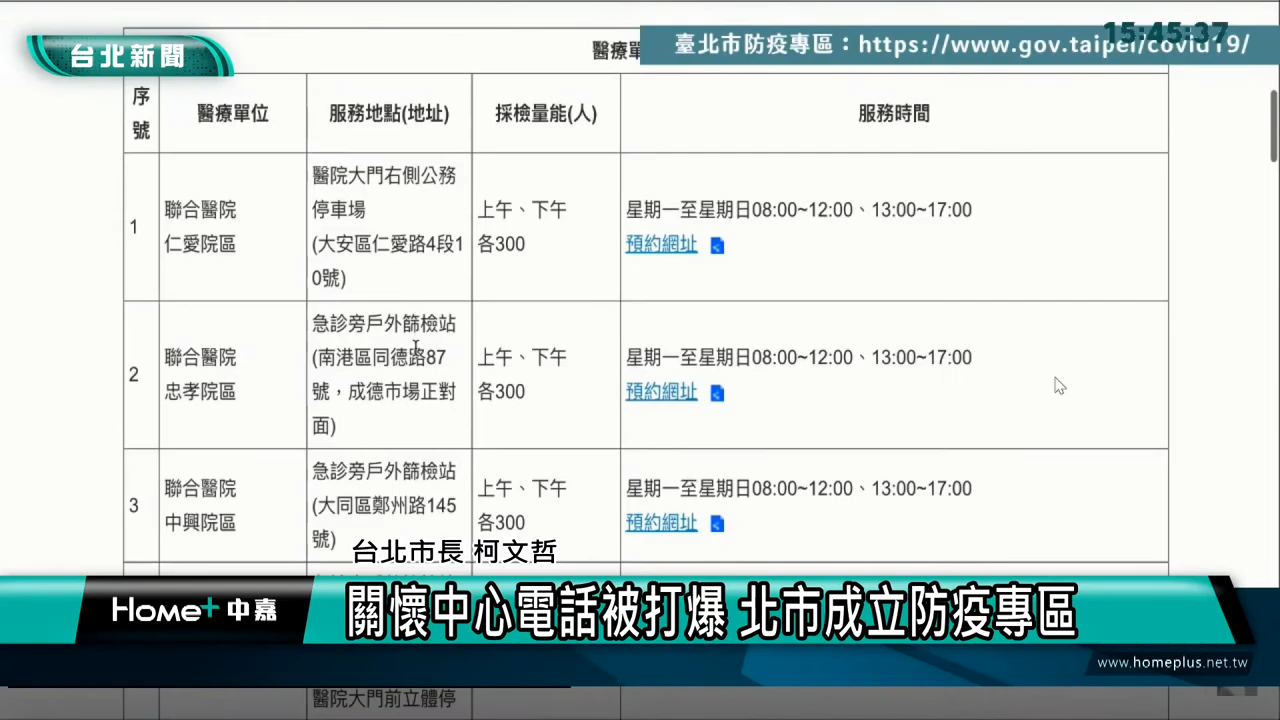 15:45:37
台北新聞
臺北市防疫專區：https://www.gov.taipei/covid19/
醫療單
序號
醫療單位
服務地點(地址)
採檢量能(人)
服務時間
1
聯合醫院
仁愛院區
醫院大門右側公務
停車場
(大安區仁愛路4段1
0號)
上午、下午
各300
星期一至星期日08:00~12:00、13:00~17:00
預約網址
2
聯合醫院
忠孝院區
急診旁戶外篩檢站
(南港區同德路87
號，成德市場正對
面)
上午、下午
各300
星期一至星期日08:00~12:00、13:00~17:00
預約網址
3
聯合醫院
中興院區
急診旁戶外篩檢站
(大同區鄭州路145
號)
上午、下午
各300
星期一至星期日08:00~12:00、13:00~17:00
預約網址
台北市長 柯文哲
Home+中嘉
關懷中心電話被打爆 北市成立防疫專區
www.homeplus.net.tw
醫院大門前立體停